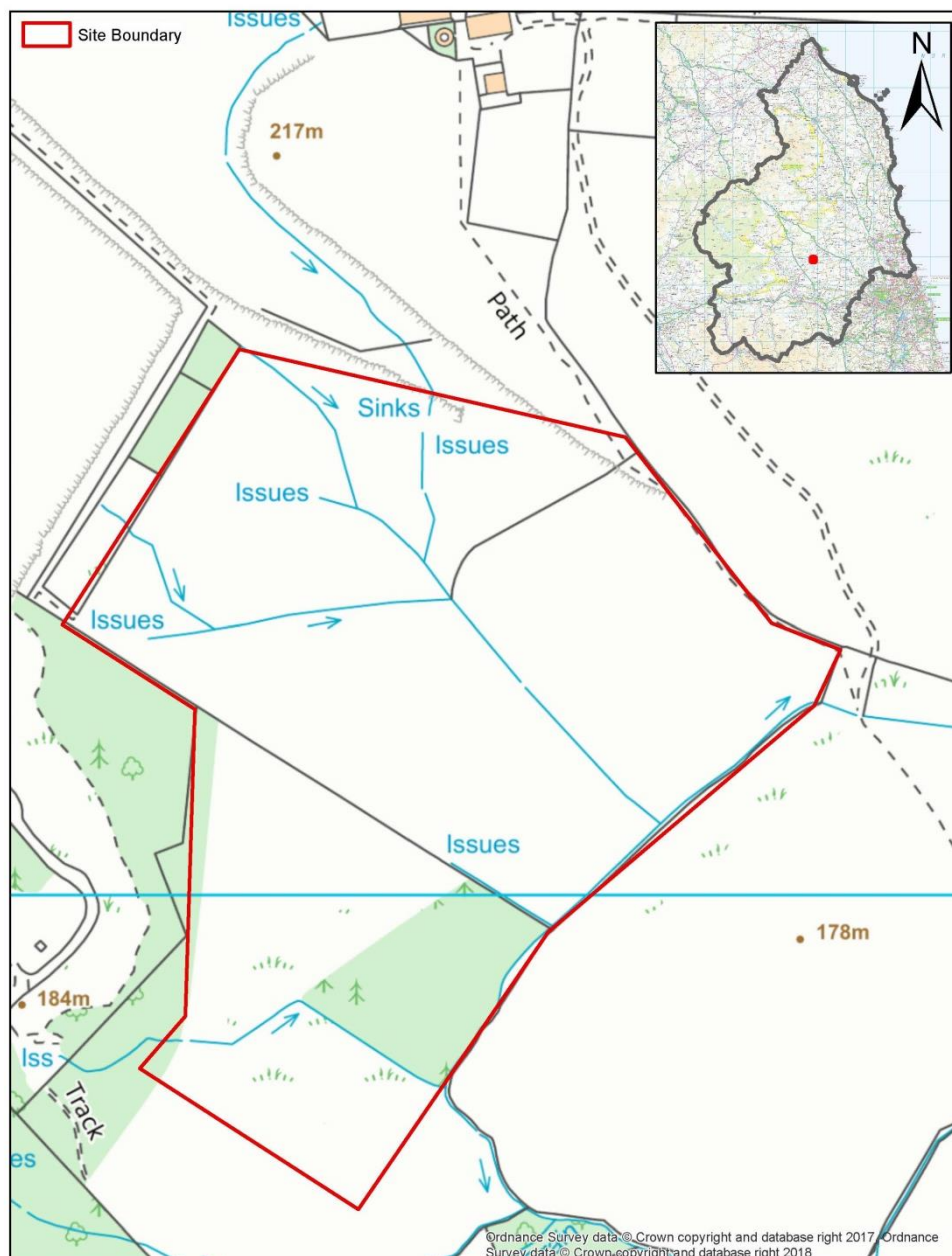 Issues
Site Boundary
N
217m
Path
Sinks
Issues
Issues
Issues
Issues
178m
184m
Iss
Track
es
Ordnance Survey data © Crown copyright and database right 2017, Ordnance
Survey data © Crown copyright and database right 2018